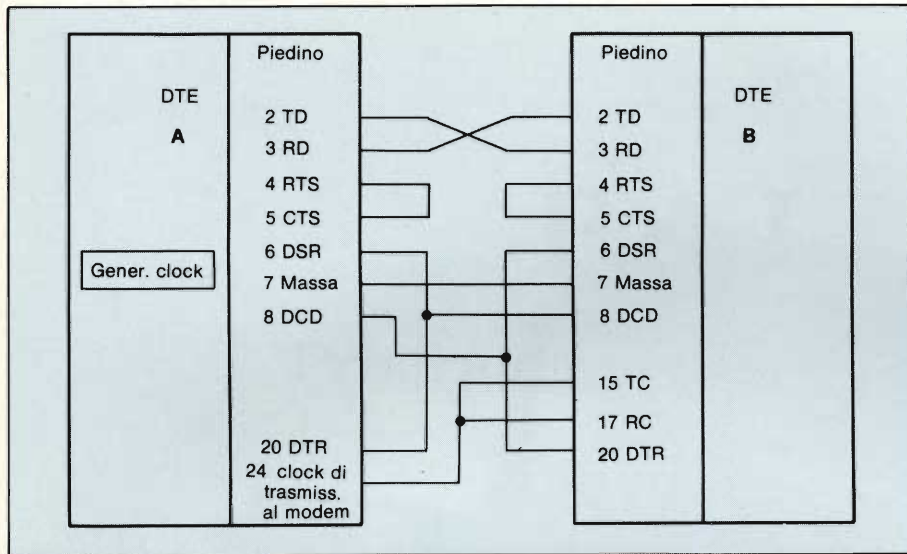 DTE
A
Gener. clock
Piedino
2 TD
3 RD
4 RTS
5 CTS
6 DSR
7 Massa
8 DCD
20 DTR
24 clock di
trasmiss.
al modem
Piedino
2 TD
3 RD
4 RTS
5 CTS
6 DSR
7 Massa
8 DCD
15 TC
17 RC
20 DTR
DTE
B